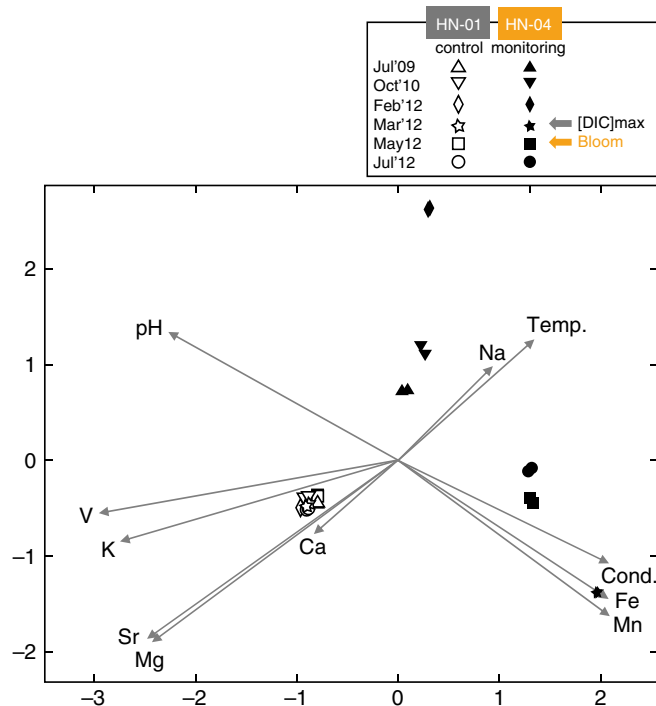 HN-01 HN-04
control monitoring
Jul'09
Oct'10
Feb'12
Mar'12 [DIC]max
May12 Bloom
Jul'12
2
1
0
−1
−2
pH
Temp.
Na
V
K
Ca
Sr
Mg
Cond.
Fe
Mn
−3 −2 −1 0 1 2